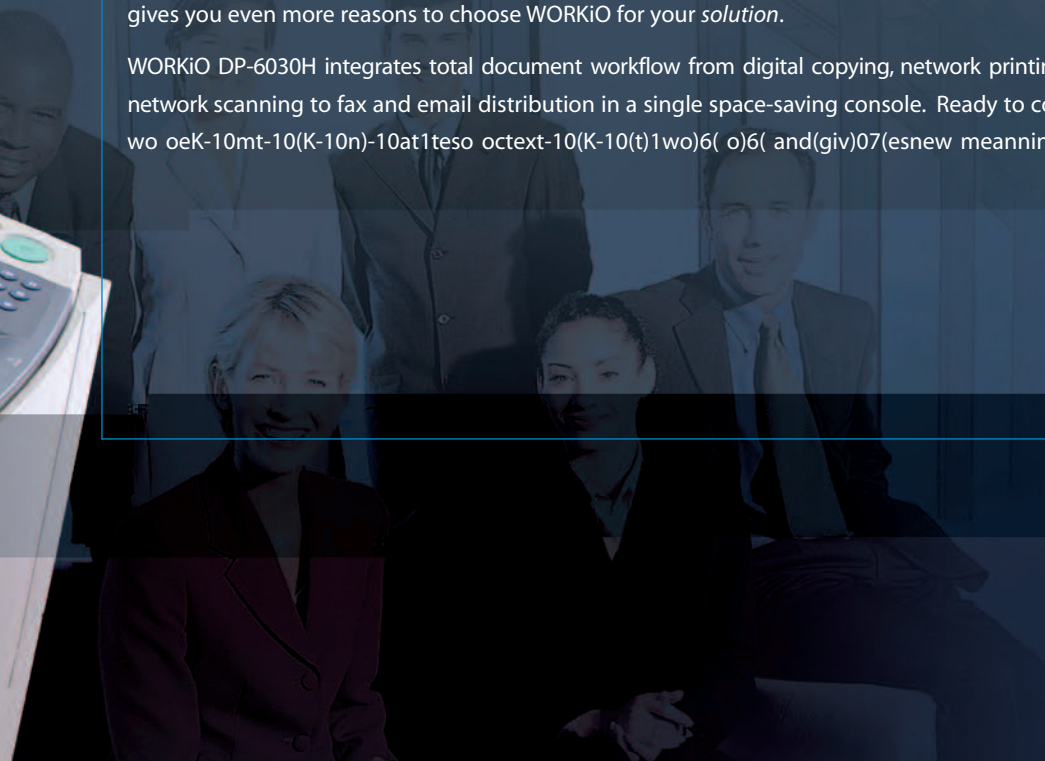 gives you even more reasons to choose WORKiO for your solution.
WORKiO DP-6030H integrates total document workflow from digital copying, network printin
network scanning to fax and email distribution in a single space-saving console. Ready to co
wo oeK-10mt-10(K-10n)-10at1teso octext-10(K-10(t)1wo)6( o)6( and(giv)07(esnew meannin